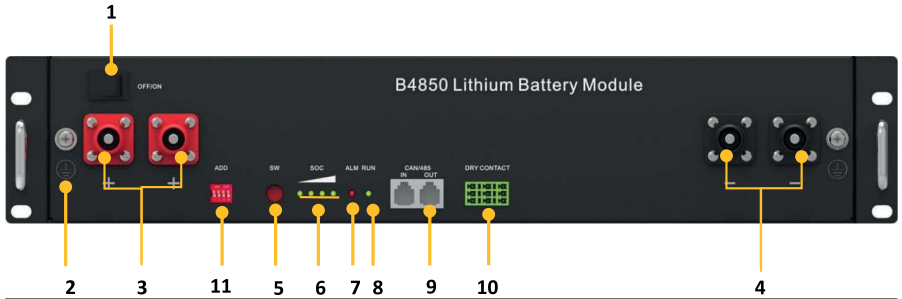 1
B4850 Lithium Battery Module
OFF/ON
ADD
SW
SOC
ALM RUN
CAN/485
IN OUT
DRY CONTACT
+ +
- -
2
3
11
5
6
7
8
9
10
4